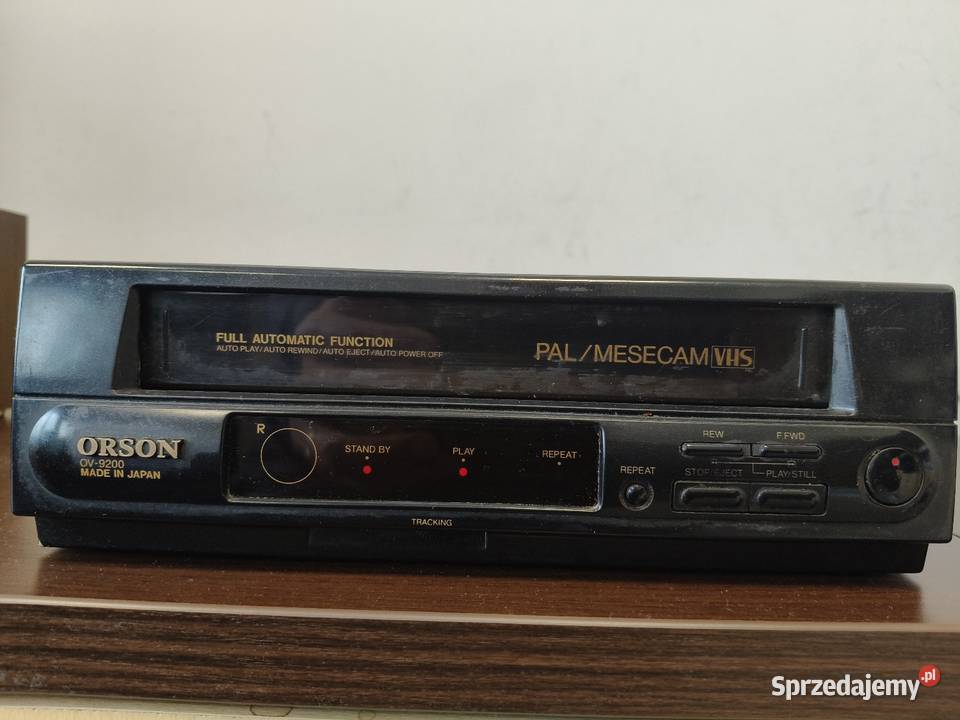 FULL AUTOMATIC FUNCTION
AUTO PLAY/AUTO REWIND/AUTO EJECT/AUTO POWER OFF
PAL/MESECAM VHS
ORSON
OV-9200
MADE IN JAPAN
R
STAND BY
PLAY
REPEAT
REPEAT
REW
F.FWD
STOP/EJECT
PLAY/STILL
TRACKING
Sprzedajemy.pl